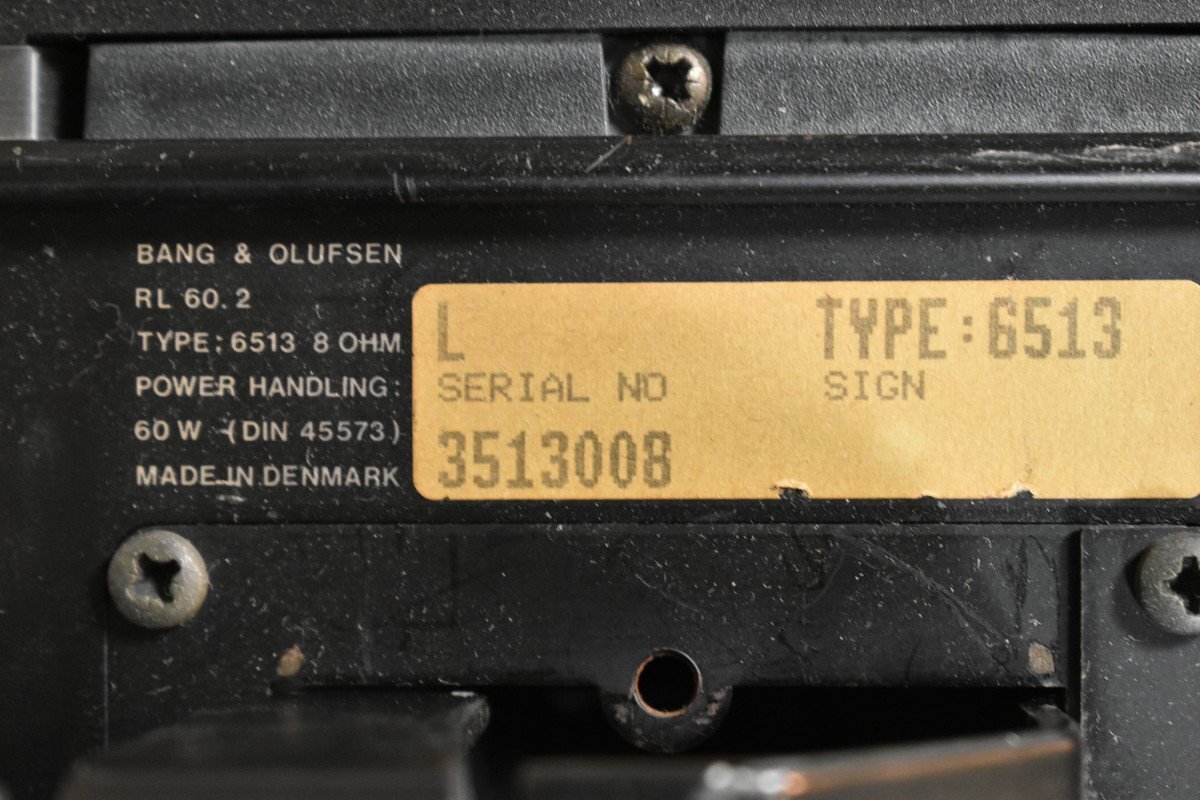 BANG & OLUFSEN
RL 60.2
TYPE: 6513 8 OHM
POWER HANDLING:
60 W - (DIN 45573)
MADE IN DENMARK
L TYPE:6513
SERIAL NO SIGN
3513008